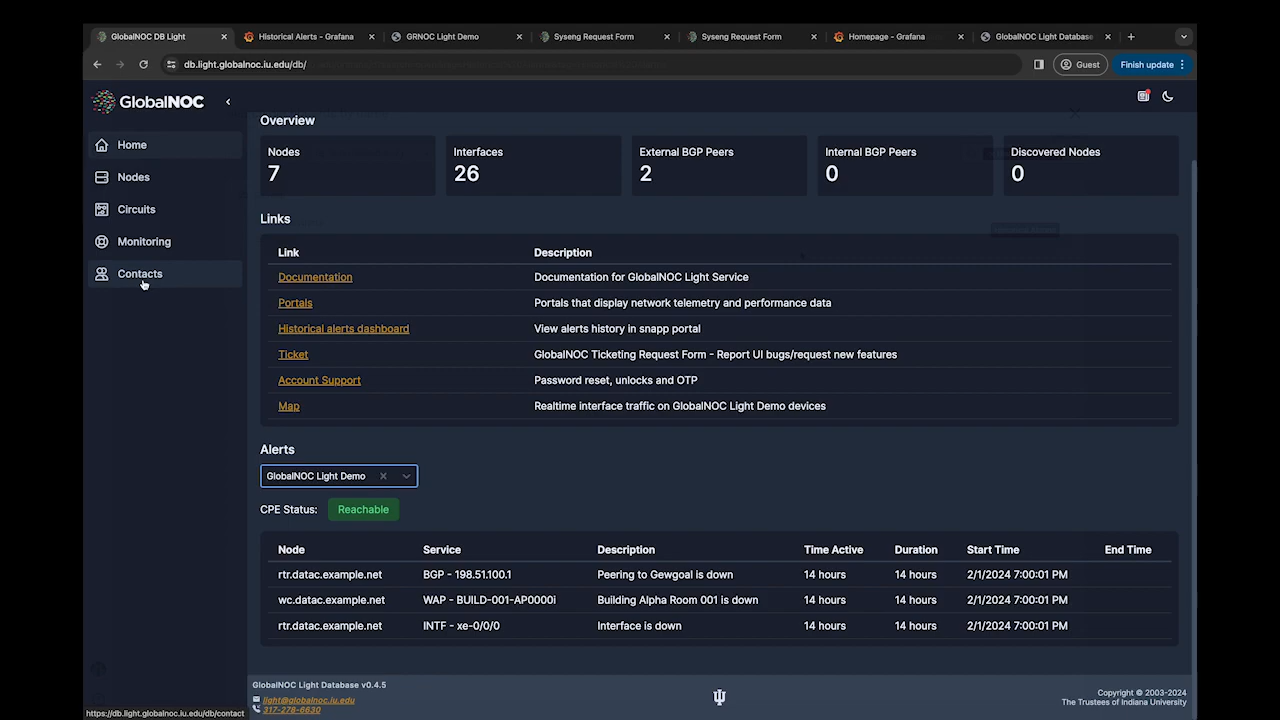 GlobalNOC DB Light
Historical Alerts - Grafana
GRNOC Light Demo
Syseng Request Form
Syseng Request Form
Homepage - Grafana
GlobalNOC Light Database
db.light.globalnoc.iu.edu/db/
Guest
Finish update
GlobalNOC
Home
Nodes
Circuits
Monitoring
Contacts
Overview
Nodes
7
Interfaces
26
External BGP Peers
2
Internal BGP Peers
0
Discovered Nodes
0
Links
Link Description
Documentation Documentation for GlobalNOC Light Service
Portals Portals that display network telemetry and performance data
Historical alerts dashboard View alerts history in snapp portal
Ticket GlobalNOC Ticketing Request Form - Report UI bugs/request new features
Account Support Password reset, unlocks and OTP
Map Realtime interface traffic on GlobalNOC Light Demo devices
Alerts
GlobalNOC Light Demo
CPE Status: Reachable
Node Service Description Time Active Duration Start Time End Time
rtr.datac.example.net BGP - 198.51.100.1 Peering to Gewgoal is down 14 hours 14 hours 2/1/2024 7:00:01 PM
wc.datac.example.net WAP - BUILD-001-AP0000i Building Alpha Room 001 is down 14 hours 14 hours 2/1/2024 7:00:01 PM
rtr.datac.example.net INTF - xe-0/0/0 Interface is down 14 hours 14 hours 2/1/2024 7:00:01 PM
GlobalNOC Light Database v0.4.5
light@globalnoc.iu.edu
317-278-6630
Copyright © 2003-2024
The Trustees of Indiana University
https://db.light.globalnoc.iu.edu/db/contact